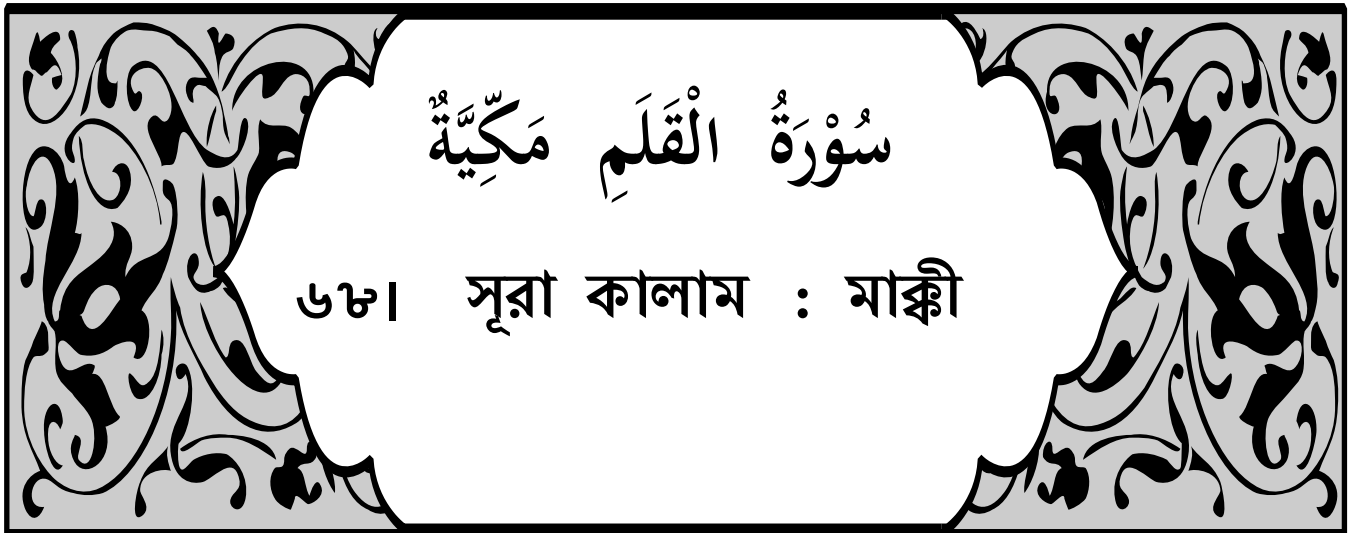 سُوْرَةُ الْقَلَمِ مَكِّيَّةٌ
৬৮। সূরা কালাম : মাক্কী